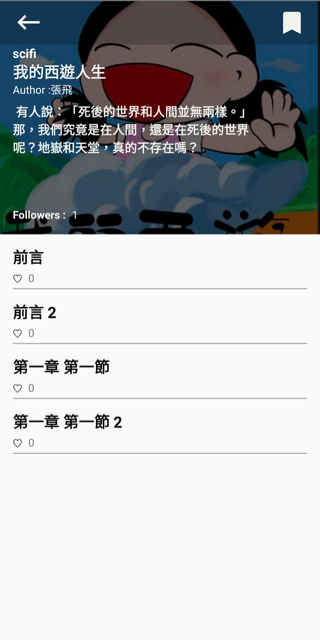 scifi
我的西遊人生
Author :張飛
有人說：「死後的世界和人間並無兩樣。」
那，我們究竟是在人間，還是在死後的世界
呢？地獄和天堂，真的不存在嗎？
Followers : 1
前言
0
前言 2
0
第一章 第一節
0
第一章 第一節 2
0